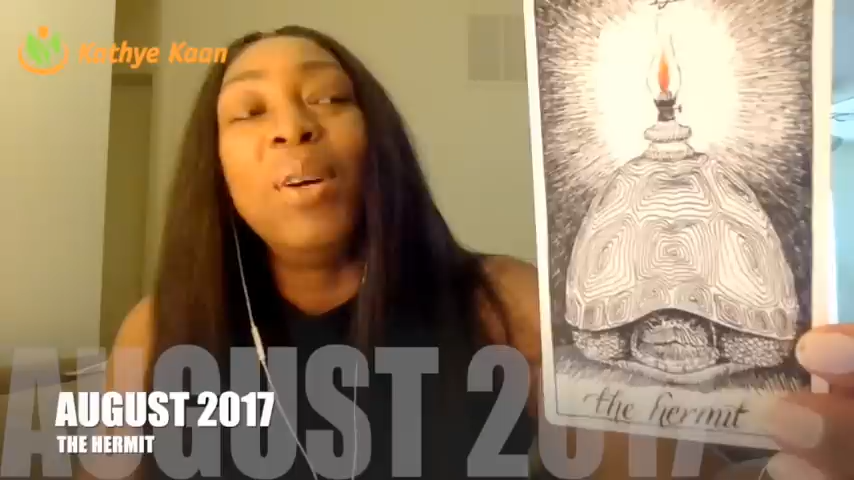 Kathye Kaan
AUGUST 2017
AUGUST 2017
THE HERMIT
the hermit